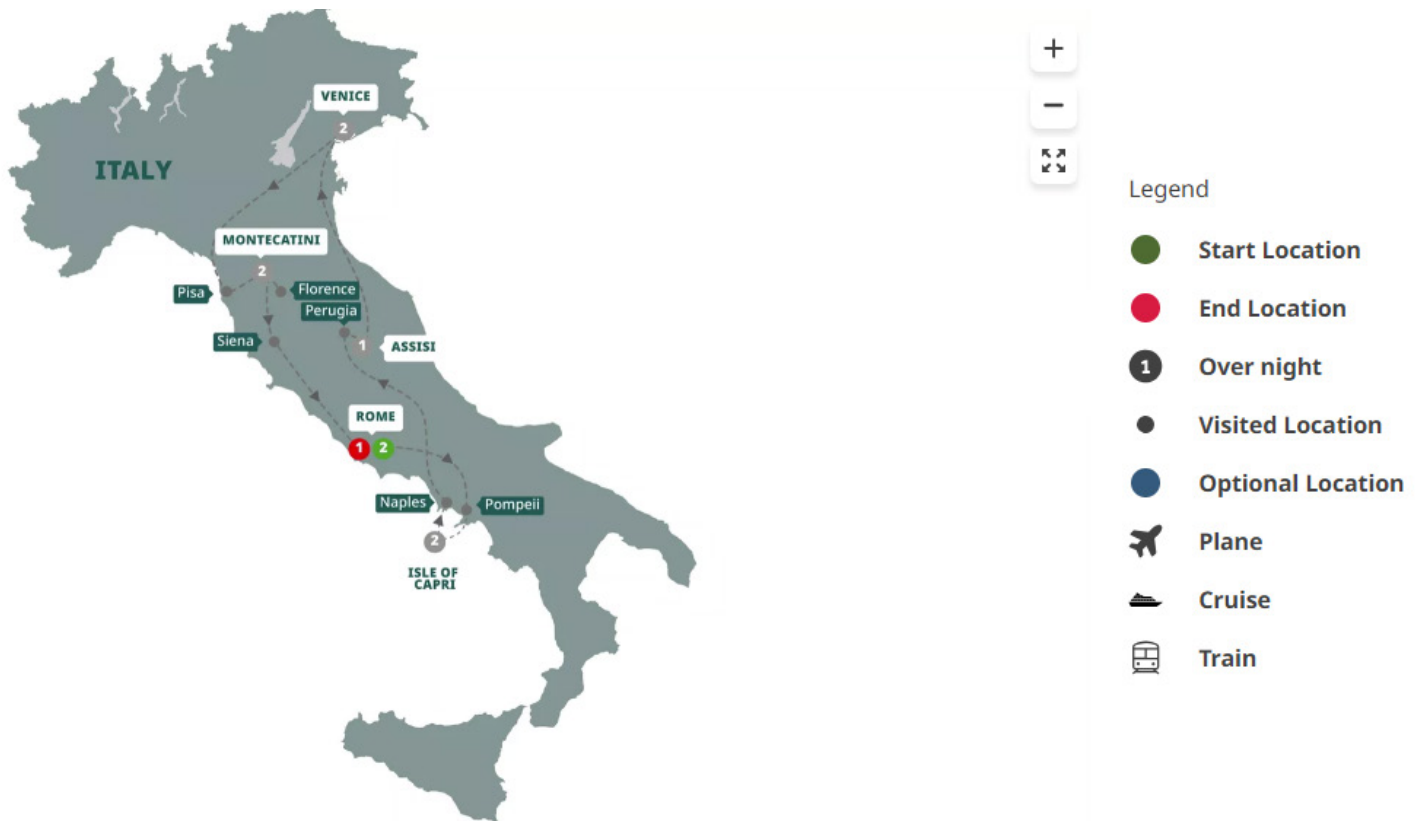 VENICE
2
ITALY
MONTECATINI
2
Pisa
Florence
Perugia
Siena
1
ASSISI
ROME
1
2
Naples
Pompeii
2
ISLE OF
CAPRI
+
−
Legend
Start Location
End Location
1
Over night
Visited Location
Optional Location
Plane
Cruise
Train